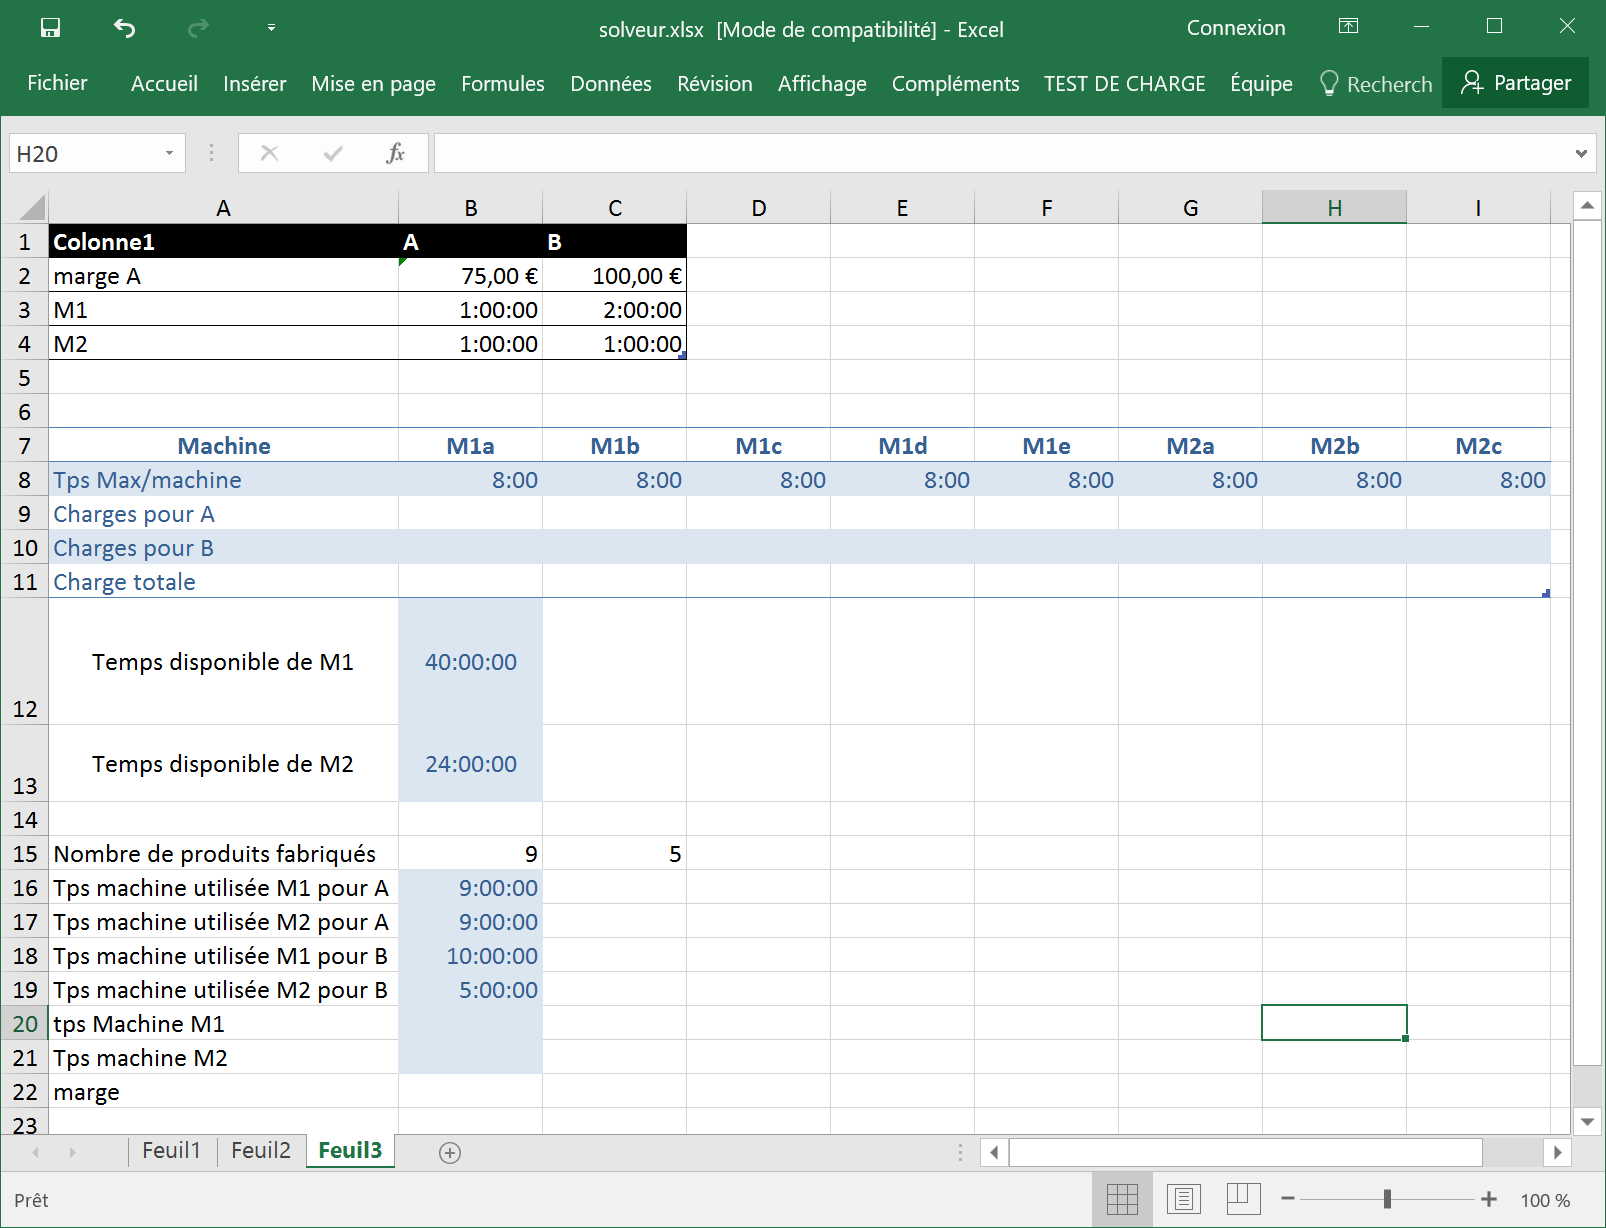 solveur.xlsx [Mode de compatibilité] - Excel
Connexion
Fichier Accueil Insérer Mise en page Formules Données Révision Affichage Compléments TEST DE CHARGE Équipe Recherch Partager
H20 fx
A B C D E F G H I
1 Colonne1 A B
2 marge A 75,00 € 100,00 €
3 M1 1:00:00 2:00:00
4 M2 1:00:00 1:00:00
5
6
7 Machine M1a M1b M1c M1d M1e M2a M2b M2c
8 Tps Max/machine 8:00 8:00 8:00 8:00 8:00 8:00 8:00 8:00
9 Charges pour A
10 Charges pour B
11 Charge totale
12 Temps disponible de M1 40:00:00
13 Temps disponible de M2 24:00:00
14
15 Nombre de produits fabriqués 9 5
16 Tps machine utilisée M1 pour A 9:00:00
17 Tps machine utilisée M2 pour A 9:00:00
18 Tps machine utilisée M1 pour B 10:00:00
19 Tps machine utilisée M2 pour B 5:00:00
20 tps Machine M1
21 Tps machine M2
22 marge
23
Feuil1 Feuil2 Feuil3
Prêt 100 %